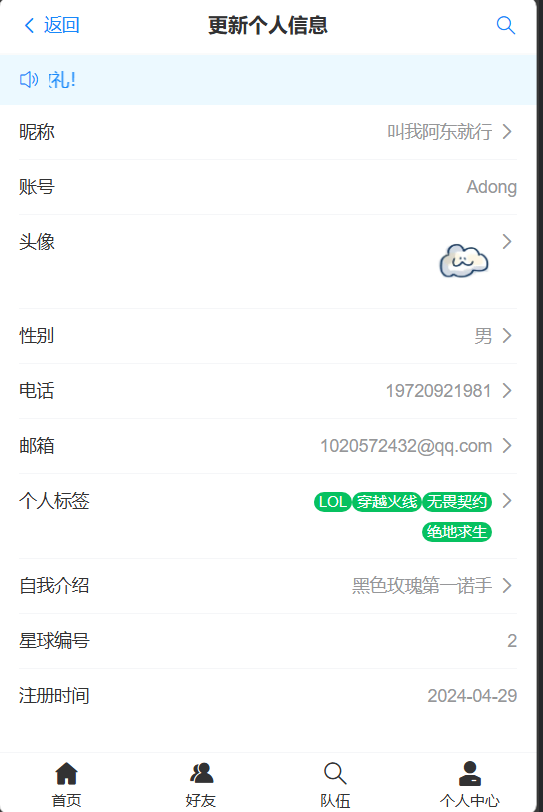 返回 更新个人信息
礼！
昵称 叫我阿东就行
账号 Adong
头像
性别 男
电话 19720921981
邮箱 1020572432@qq.com
个人标签 LOL 穿越火线 无畏契约
绝地求生
自我介绍 黑色玫瑰第一诺手
星球编号 2
注册时间 2024-04-29
首页 好友 队伍 个人中心